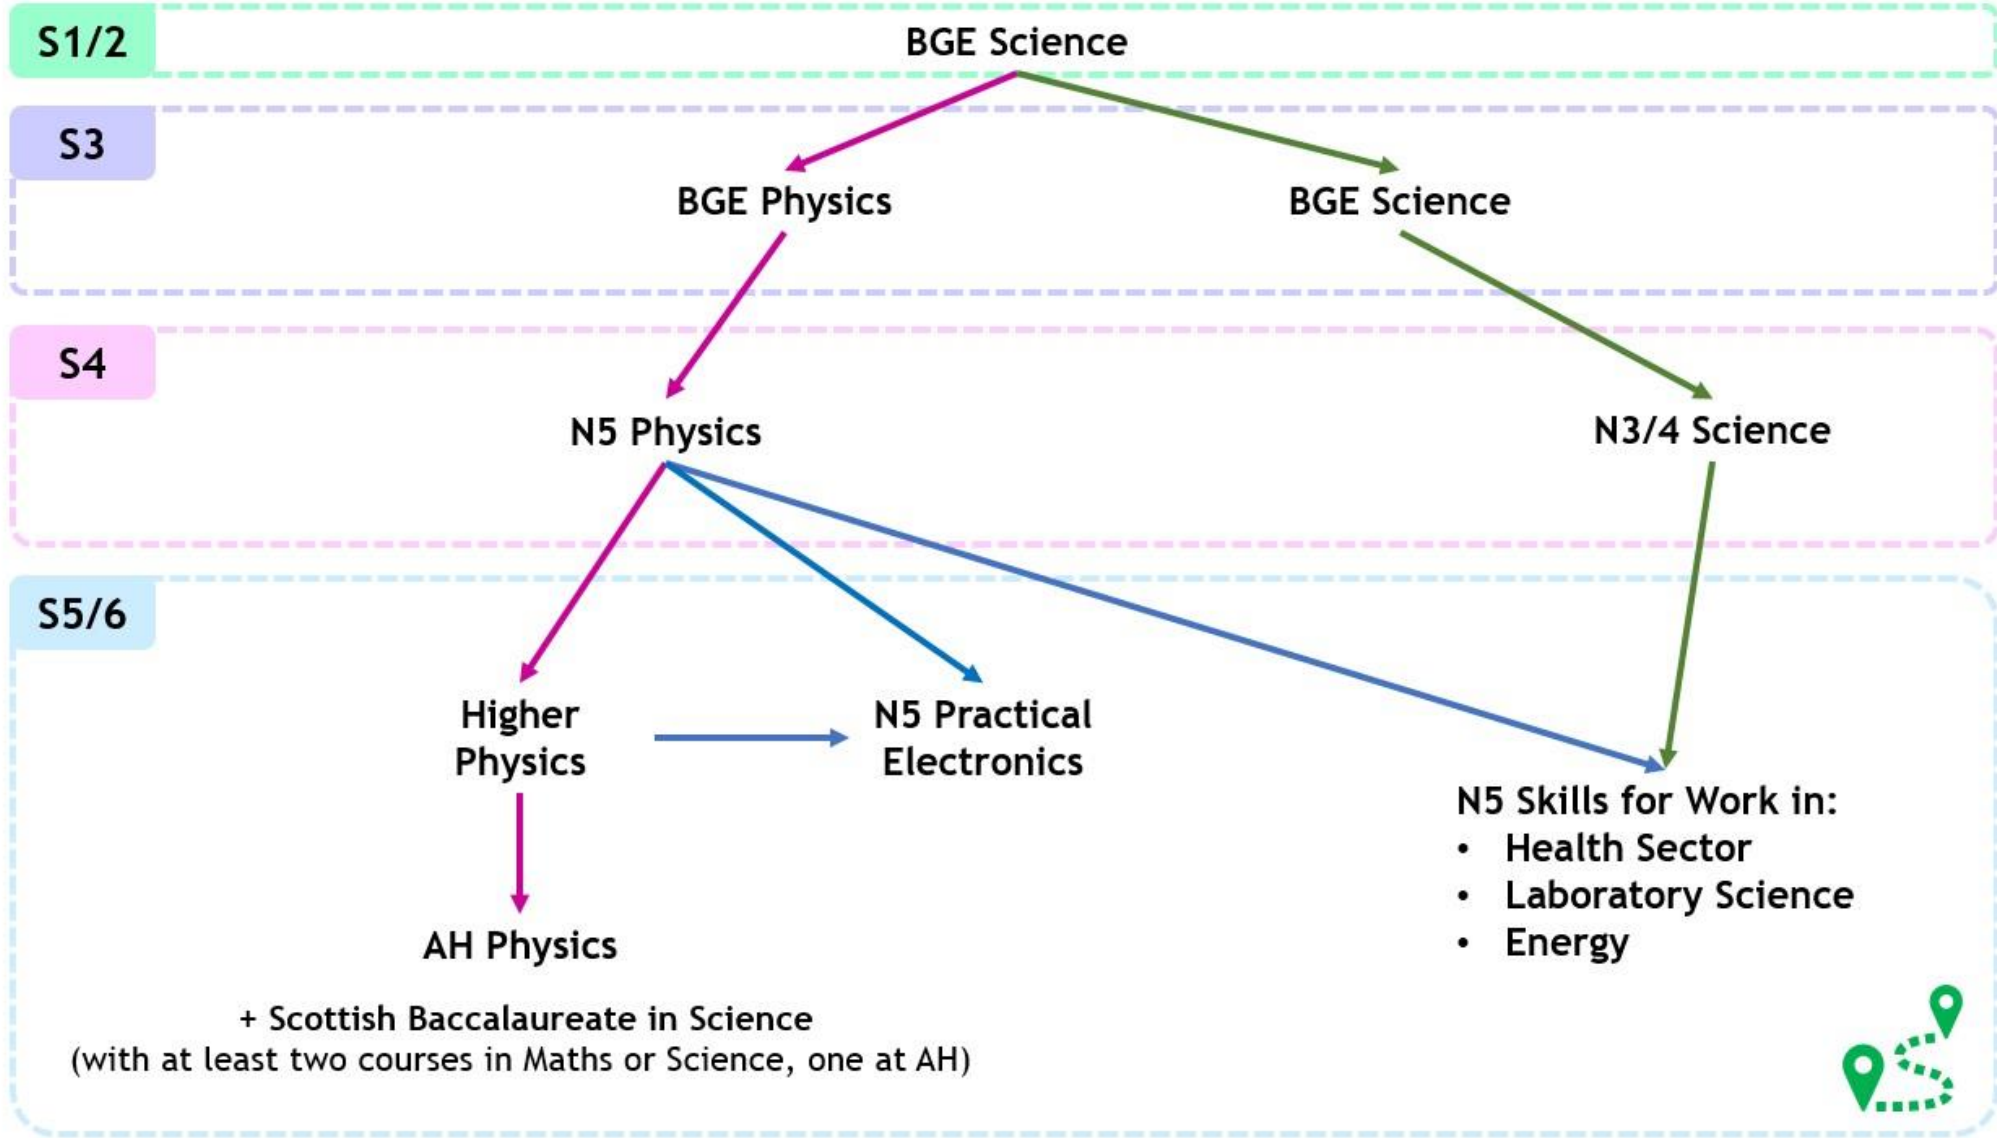 S1/2
BGE Science
S3
BGE Physics
BGE Science
S4
N5 Physics
N3/4 Science
S5/6
Higher
Physics
N5 Practical
Electronics
N5 Skills for Work in:
• Health Sector
• Laboratory Science
• Energy
AH Physics
+ Scottish Baccalaureate in Science
(with at least two courses in Maths or Science, one at AH)